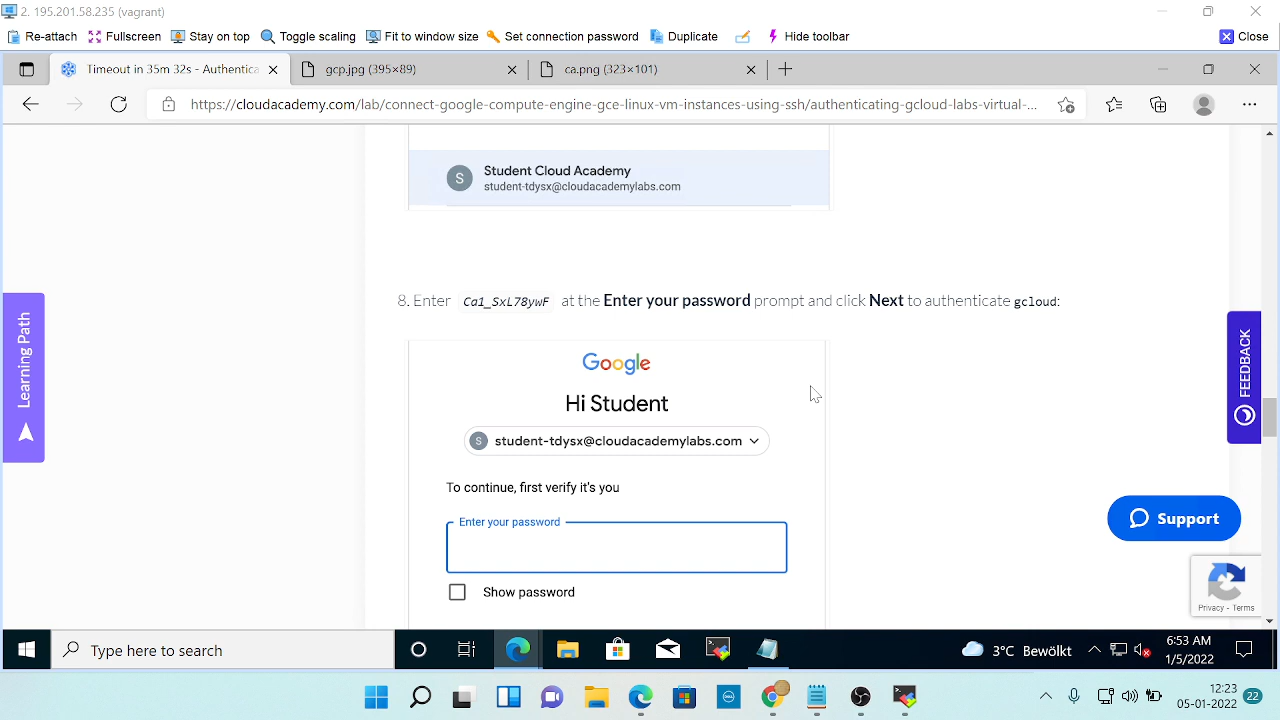 2. 195.201.58.235 (vagrant)
Re-attach Fullscreen Stay on top Toggle scaling Fit to window size Set connection password Duplicate Hide toolbar Close
Timeout in 35m 32s - Authentica gcp.jpg (395×89) ca.png (323×101)
https://cloudacademy.com/lab/connect-google-compute-engine-gce-linux-vm-instances-using-ssh/authenticating-gcloud-labs-virtual-...
S
Student Cloud Academy
student-tdysx@cloudacademylabs.com
8. Enter Ca1_SxL78ywF at the Enter your password prompt and click Next to authenticate gcloud:
Learning Path
FEEDBACK
Google
Hi Student
S student-tdysx@cloudacademylabs.com
To continue, first verify it's you
Enter your password
Show password
Support
Privacy - Terms
Type here to search
3°C Bewölkt
6:53 AM
1/5/2022
DELL
12:23
05-01-2022
22